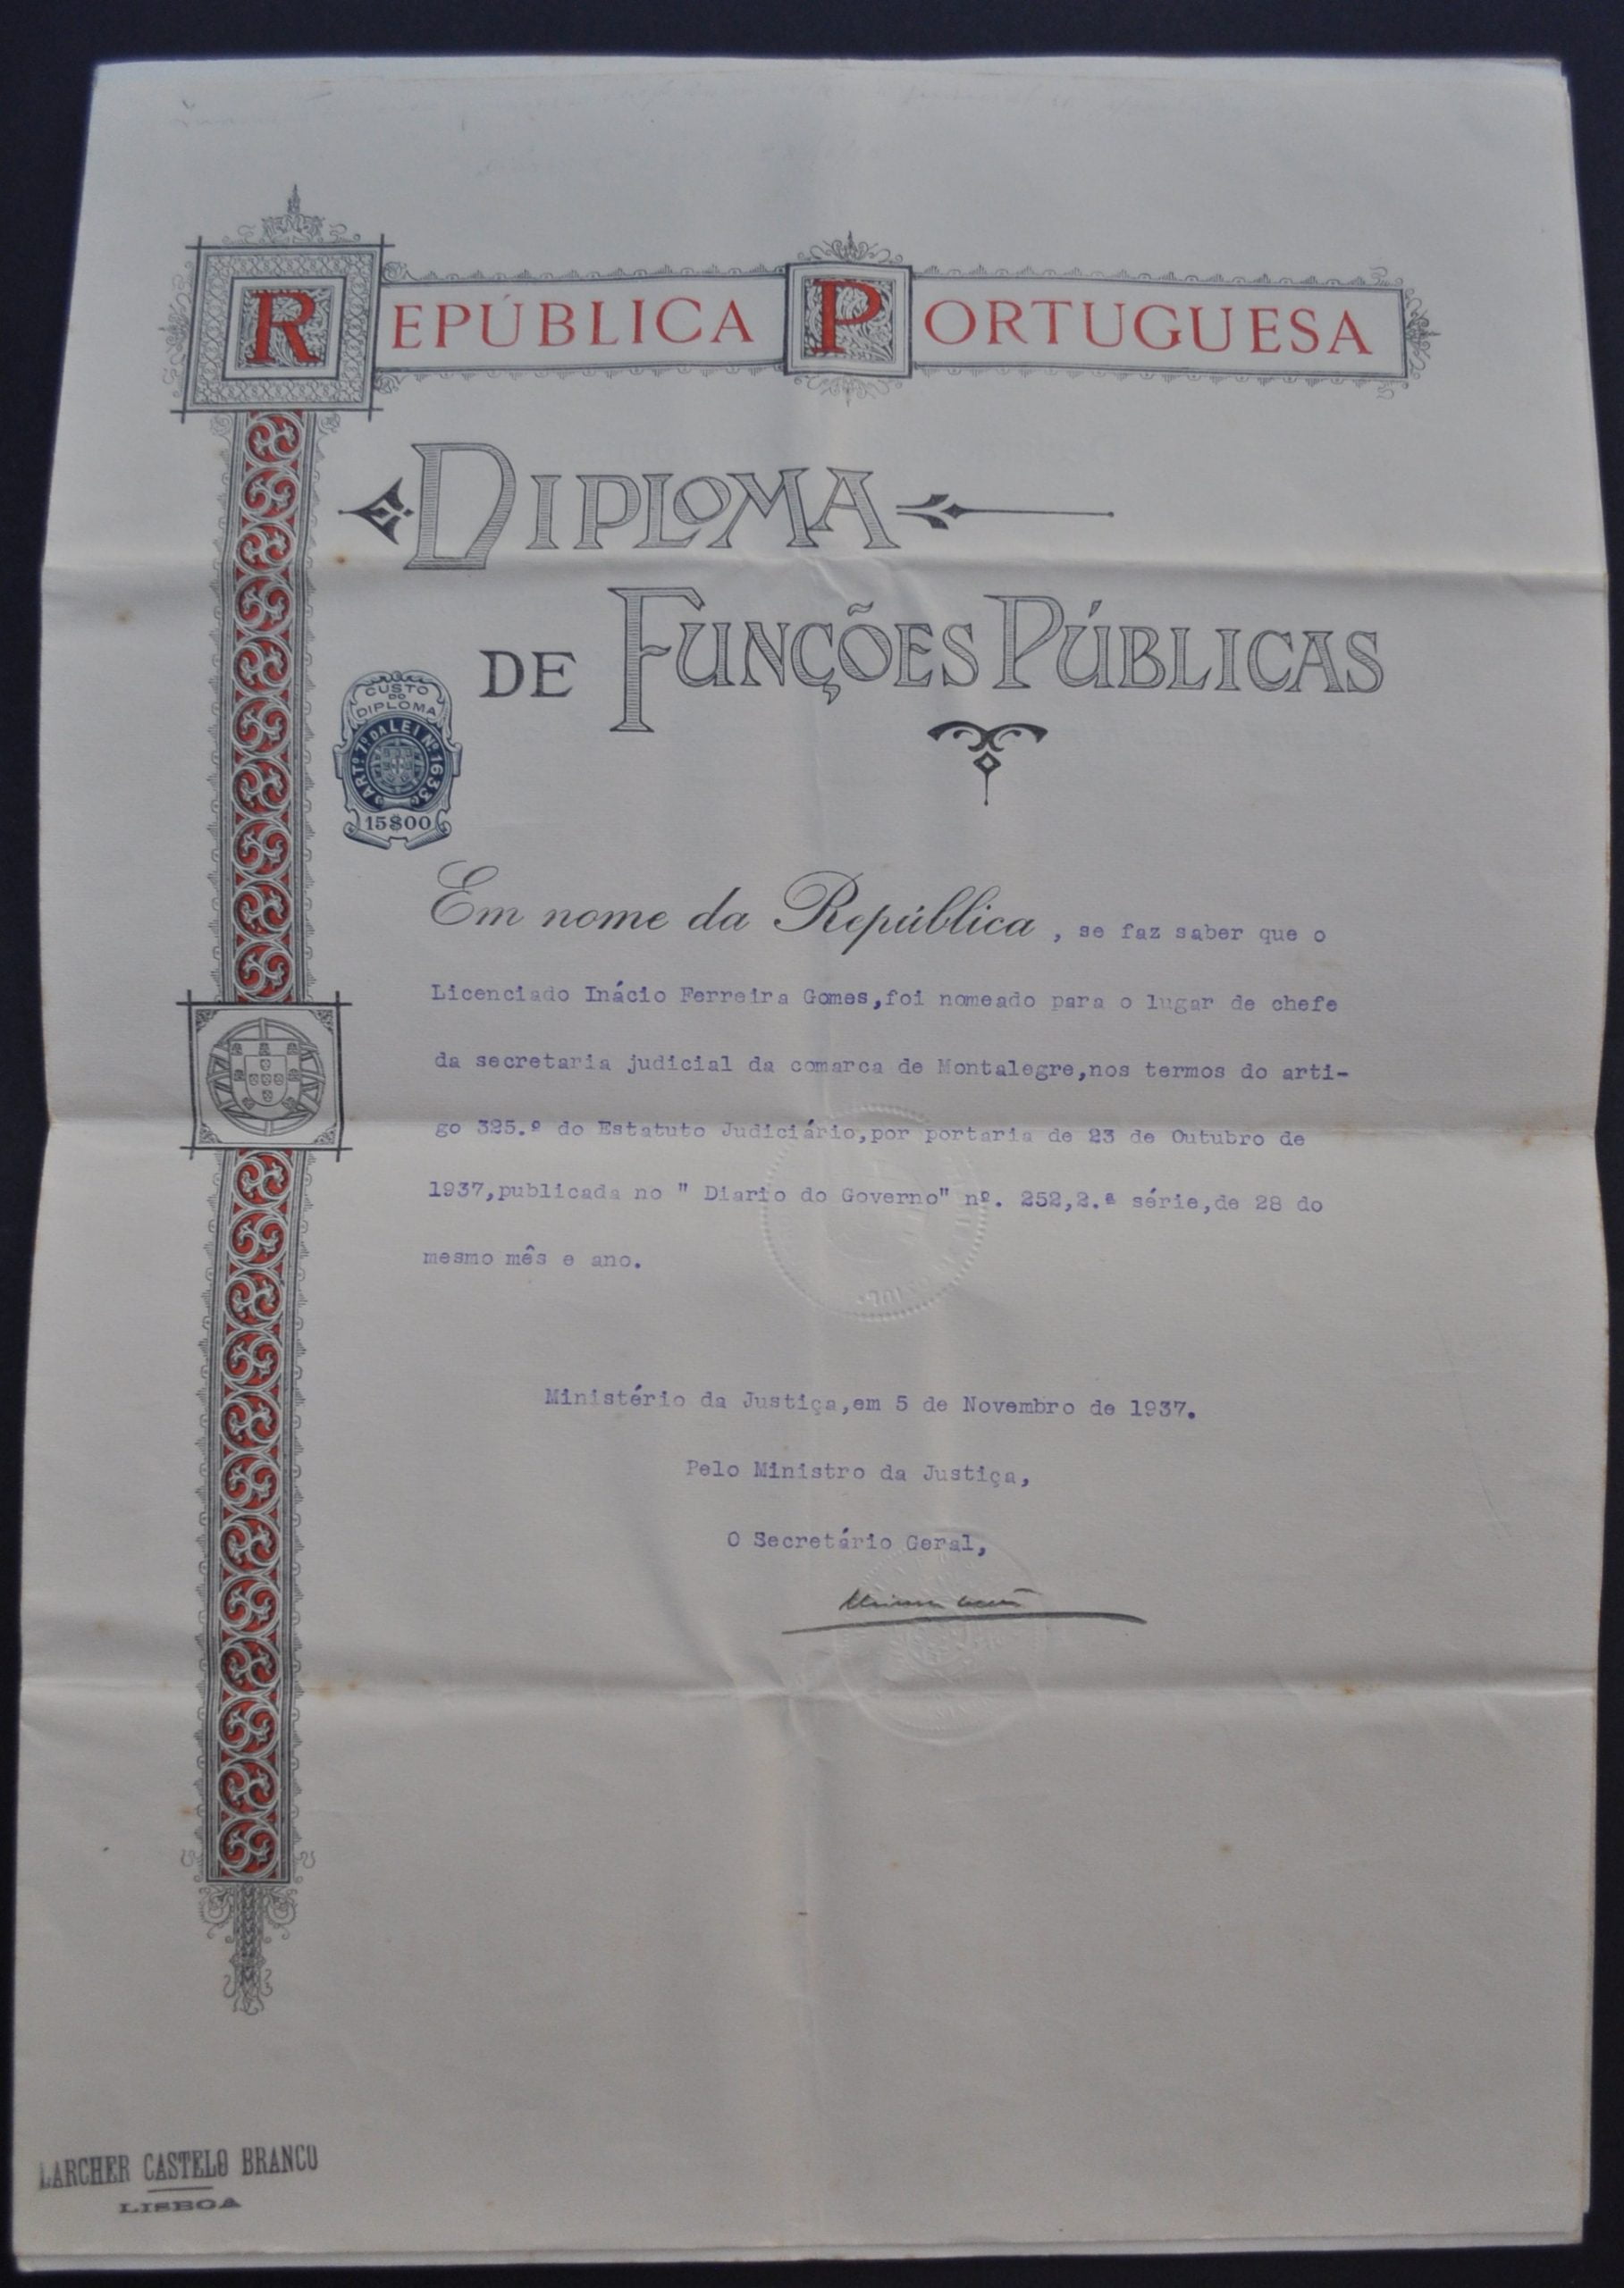 REPÚBLICA PORTUGUESA
DIPLOMA
DE FUNÇÕES PÚBLICAS
CUSTO
DO
DIPLOMA
ARTº 7º DA LEI Nº 1633
15$00
Em nome da República, se faz saber que o
Licenciado Inácio Ferreira Gomes,foi nomeado para o lugar de chefe
da secretaria judicial da comarca de Montalegre,nos termos do arti-
go 325.º do Estatuto Judiciário,por portaria de 23 de Outubro de
1937,publicada no " Diario do Governo" nº. 252,2.ª série,de 28 do
mesmo mês e ano.
Ministério da Justiça,em 5 de Novembro de 1937.
Pelo Ministro da Justiça,
O Secretário Geral,
LARCHER CASTELO BRANCO
LISBOA